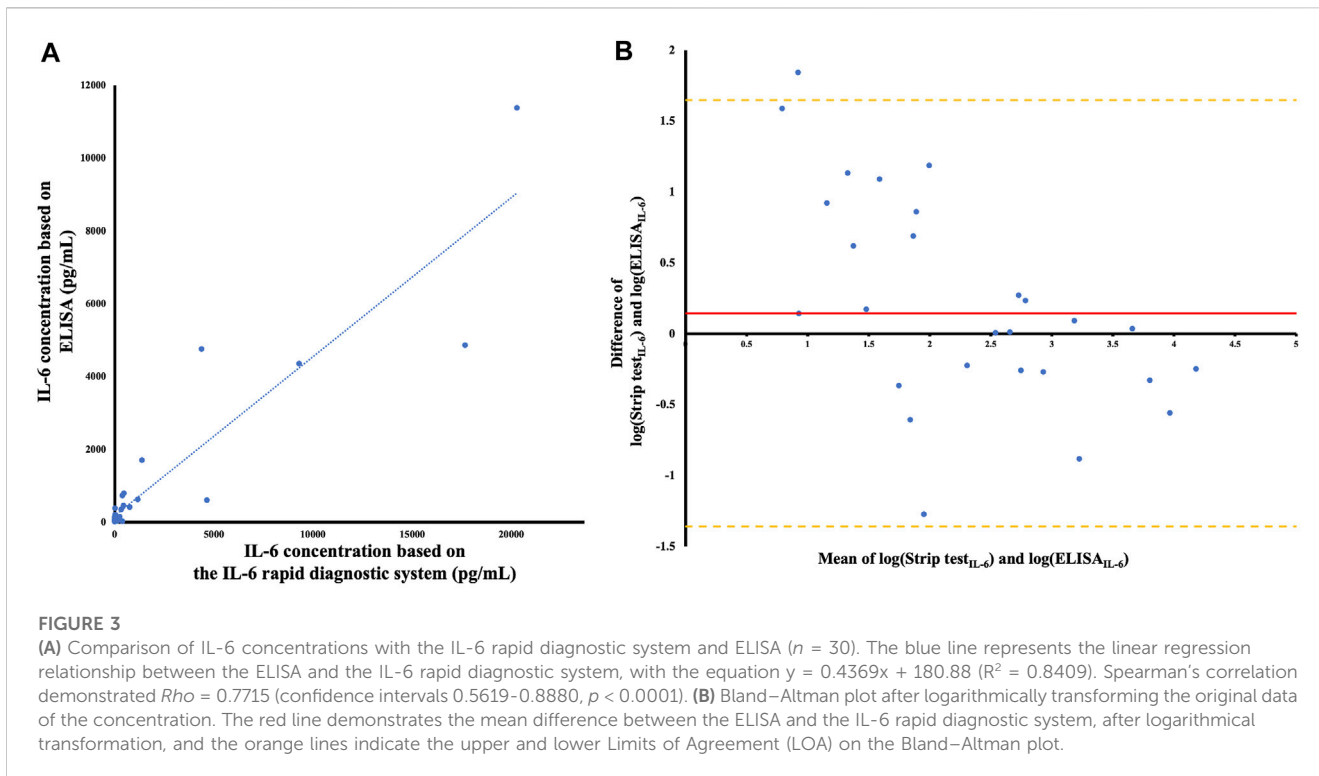 A
IL-6 concentration based on
ELISA (pg/mL)
12000
10000
8000
6000
4000
2000
0
0 5000 10000 15000 20000
IL-6 concentration based on
the IL-6 rapid diagnostic system (pg/mL)
B
Difference of
log(Strip testIL-6) and log(ELISAIL-6)
2
1.5
1
0.5
0
-0.5
-1
-1.5
0 0.5 1 1.5 2 2.5 3 3.5 4 4.5 5
Mean of log(Strip testIL-6) and log(ELISAIL-6)
FIGURE 3
(A) Comparison of IL-6 concentrations with the IL-6 rapid diagnostic system and ELISA (n = 30). The blue line represents the linear regression
relationship between the ELISA and the IL-6 rapid diagnostic system, with the equation y = 0.4369x + 180.88 (R² = 0.8409). Spearman's correlation
demonstrated Rho = 0.7715 (confidence intervals 0.5619-0.8880, p < 0.0001). (B) Bland–Altman plot after logarithmically transforming the original data
of the concentration. The red line demonstrates the mean difference between the ELISA and the IL-6 rapid diagnostic system, after logarithmical
transformation, and the orange lines indicate the upper and lower Limits of Agreement (LOA) on the Bland–Altman plot.